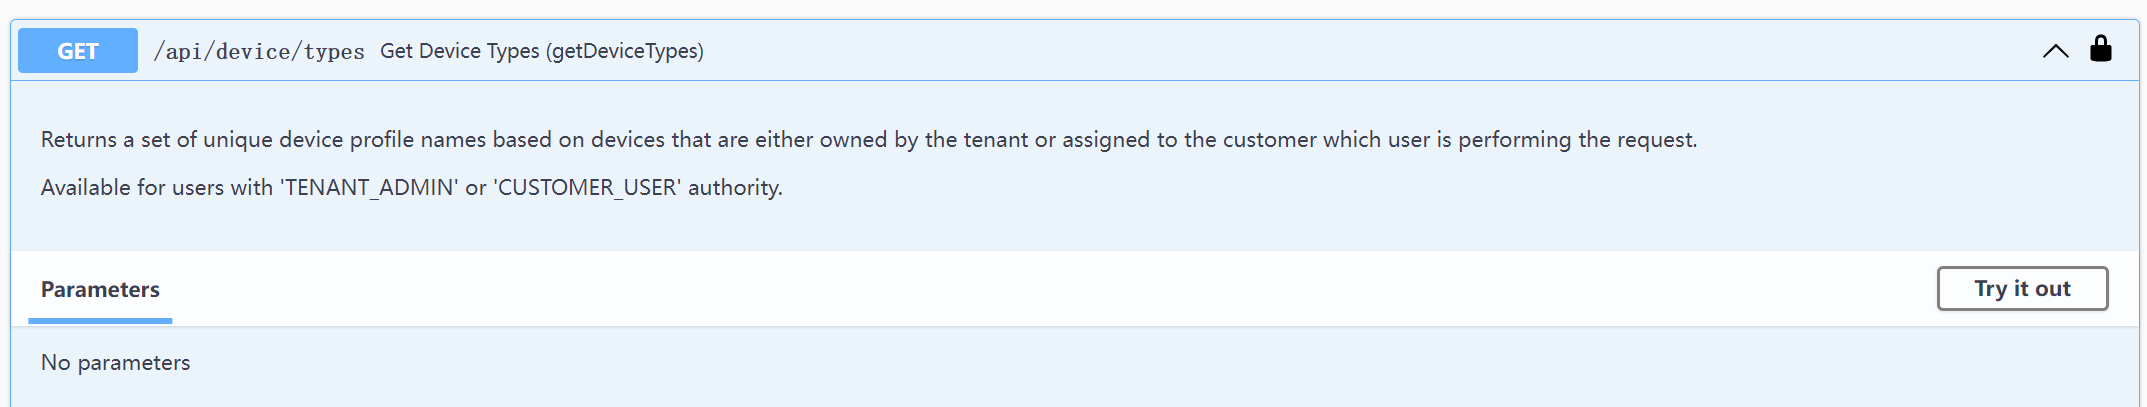 GET /api/device/types Get Device Types (getDeviceTypes)
Returns a set of unique device profile names based on devices that are either owned by the tenant or assigned to the customer which user is performing the request.
Available for users with 'TENANT_ADMIN' or 'CUSTOMER_USER' authority.
Parameters Try it out
No parameters